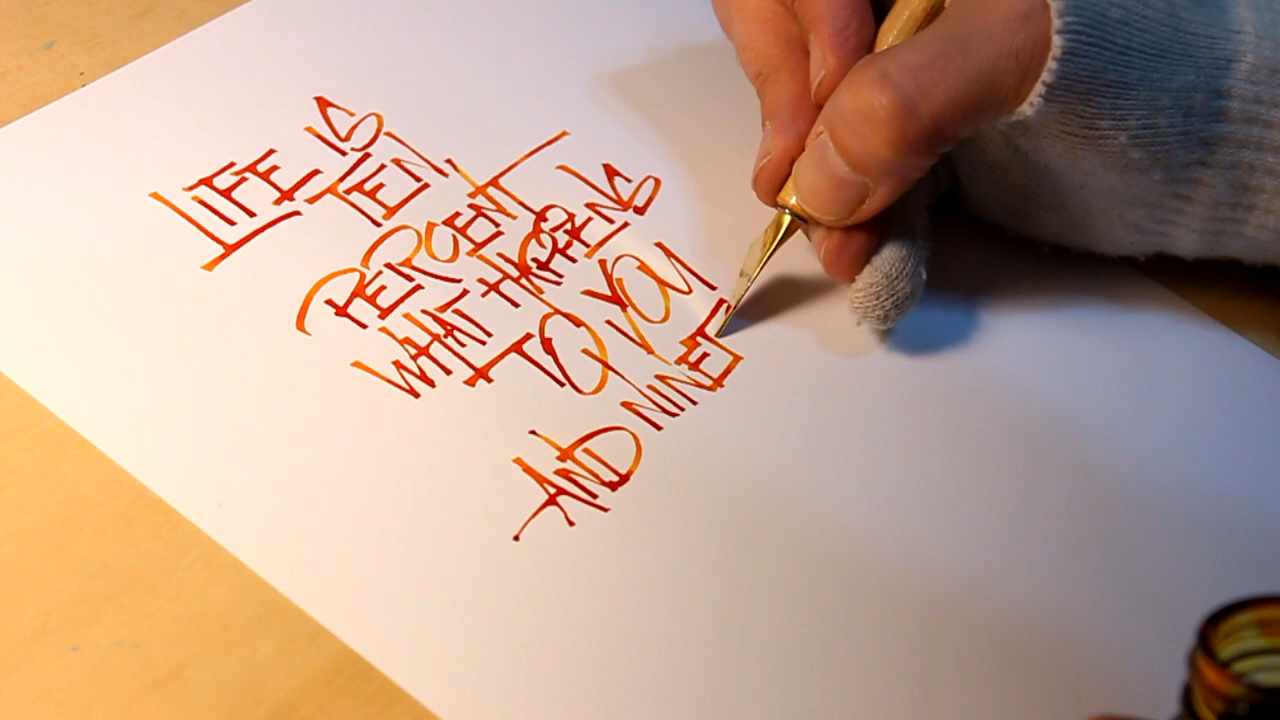 LIFE IS
TEN
PERCENT
WHAT HAPPENS
TO YOU
AND NINET